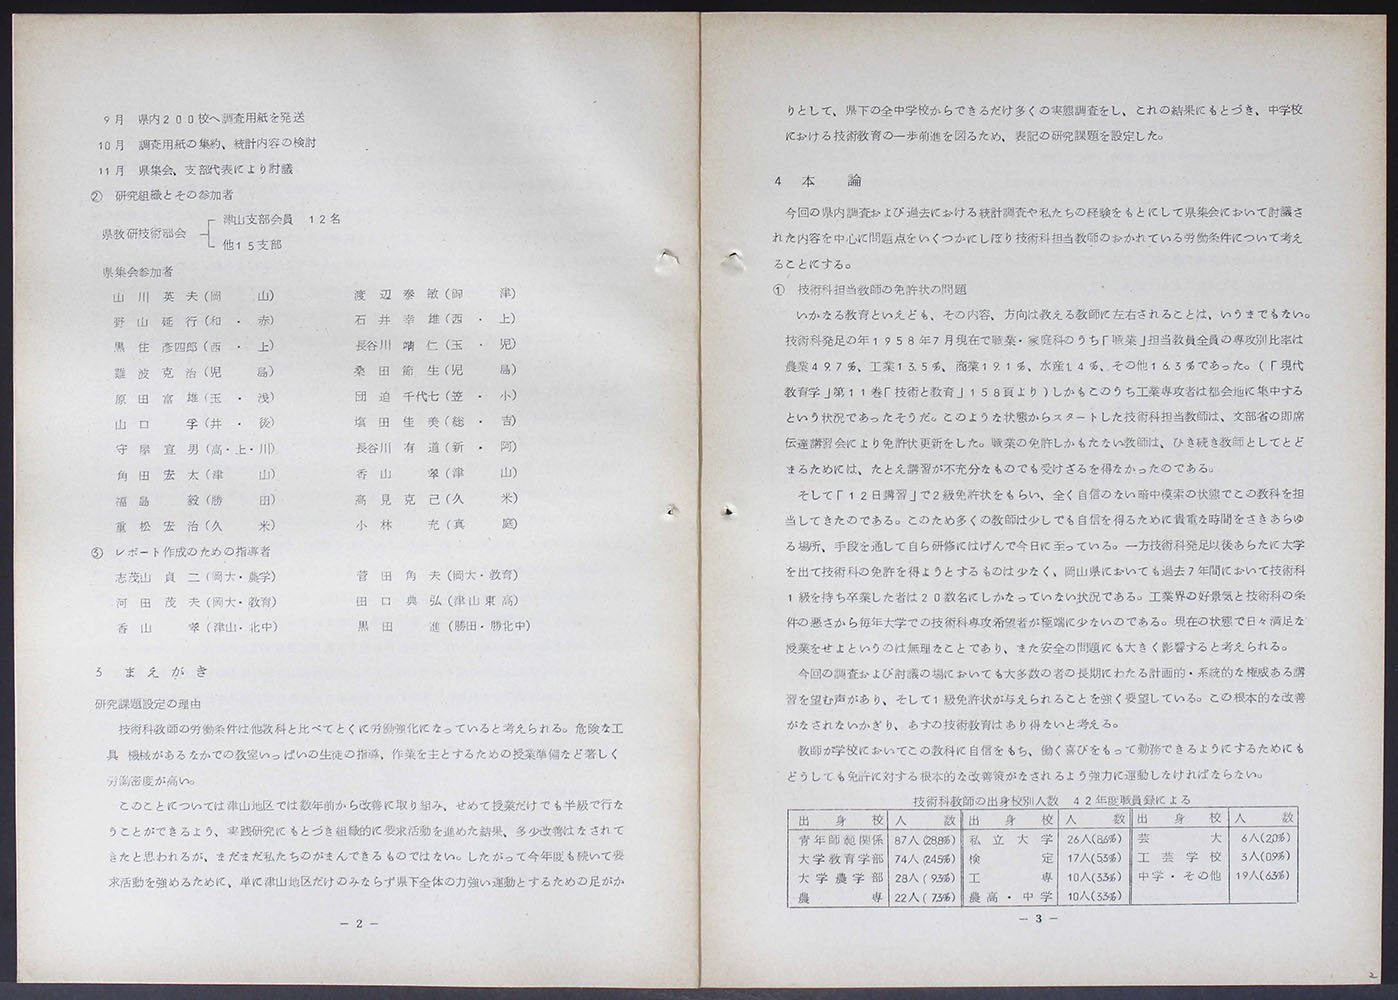 9月　県内200校へ調査用紙を発送
10月　調査用紙の集約、統計内容の検討
11月　県集会、支部代表により討議
②　研究組織とその参加者
県教研技術部会
津山支部会員　12名
他15支部
県集会参加者
山川英夫(岡　山)　渡辺泰敏(御　津)
野山延行(和・赤)　石井幸雄(西・上)
黒住彦四郎(西・上)　長谷川靖仁(玉・児)
難波克治(児　島)　桑田節生(児　島)
原田富雄(玉・浅)　団迫千代七(笠・小)
山口　孚(井・後)　塩田佳美(総・吉)
守屋宣男(高・上・川)　長谷川有道(新・阿)
角田宏太(津　山)　香山　峯(津　山)
福畠　毅(勝　田)　高見克己(久　米)
重松宏治(久　米)　小林　充(真　庭)
③　レポート作成のための指導者
志茂山貞二(岡大・農学)　菅田角夫(岡大・教育)
河田茂夫(岡大・教育)　田口典弘(津山東高)
香山　峯(津山・北中)　黒田　進(勝田・勝北中)
3　まえがき
研究課題設定の理由
技術科教師の労働条件は他教科と比べてとくに労働強化になっていると考えられる。危険な工
具　機械があるなかでの教室いっぱいの生徒の指導、作業を主とするための授業準備など著しく
労働密度が高い。
このことについては津山地区では数年前から改善に取り組み、せめて授業だけでも半級で行な
うことができるよう、実践研究にもとづき組織的に要求活動を進めた結果、多少改善はなされて
きたと思われるが、まだまだ私たちのがまんできるものではない。したがって今年度も続いて要
求活動を強めるために、単に津山地区だけのみならず県下全体の力強い運動とするための足がか
― 2 ―
りとして、県下の全中学校からできるだけ多くの実態調査をし、これの結果にもとづき、中学校
における技術教育の一歩前進を図るため、表記の研究課題を設定した。
4　本　論
今回の県内調査および過去における統計調査や私たちの経験をもとにして県集会において討議さ
れた内容を中心に問題点をいくつかにしぼり技術科担当教師のおかれている労働条件について考え
ることにする。
①　技術科担当教師の免許状の問題
いかなる教育といえども、その内容、方向は教える教師に左右されることは、いうまでもない。
技術科発足の年1958年7月現在で職業・家庭科のうち「職業」担当教員全員の専攻別比率は
農業49.7%、工業13.5%、商業19.1%、水産1.4%、その他16.3%であった。(「現代
教育学」第11巻「技術と教育」158頁より)しかもこのうち工業専攻者は都会地に集中する
という状況であったそうだ。このような状態からスタートした技術科担当教師は、文部省の即席
伝達講習会により免許状更新をした。職業の免許しかもたない教師は、ひき続き教師としてとど
まるためには、たとえ講習が不充分なものでも受けざるを得なかったのである。
そして「12日講習」で2級免許状をもらい、全く自信のない暗中模索の状態でこの教科を担
当してきたのである。このため多くの教師は少しでも自信を得るために貴重な時間をさきあらゆ
る場所、手段を通して自ら研修にはげんで今日に至っている。一方技術科発足以後あらたに大学
を出て技術科の免許を得ようとするものは少なく、岡山県においても過去7年間において技術科
1級を持ち卒業した者は20数名にしかなっていない状況である。工業界の好景気と技術科の条
件の悪さから毎年大学での技術科専攻希望者が極端に少ないのである。現在の状態で日々満足な
授業をせよというのは無理なことであり、また安全の問題にも大きく影響すると考えられる。
今回の調査および討議の場においても大多数の者の長期にわたる計画的・系統的な権威ある講
習を望む声があり、そして1級免許状が与えられることを強く要望している。この根本的な改善
がなされないかぎり、あすの技術教育はあり得ないと考える。
教師が学校においてこの教科に自信をもち、働く喜びをもって勤務できるようにするためにも
どうしても免許に対する根本的な改善策がなされるよう強力に運動しなければならない。
技術科教師の出身校別人数　42年度職員録による
出身校　人数　出身校　人数　出身校　人数
青年師範関係　87人(28.8%)　私立大学　26人(8.6%)　芸大　6人(2.0%)
大学教育学部　74人(24.5%)　検定　17人(5.5%)　工芸学校　3人(0.9%)
大学農学部　28人(9.3%)　工専　10人(3.3%)　中学・その他　19人(6.3%)
農専　22人(7.3%)　農高・中学　10人(3.3%)
― 3 ―
2